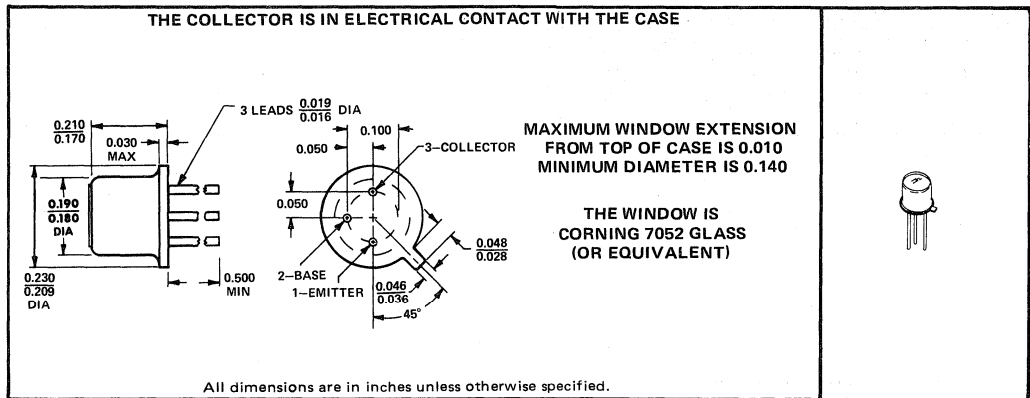 THE COLLECTOR IS IN ELECTRICAL CONTACT WITH THE CASE
3 LEADS 0.019
0.016 DIA
0.210
0.170
0.030
MAX
0.100
0.050
3–COLLECTOR
MAXIMUM WINDOW EXTENSION
FROM TOP OF CASE IS 0.010
MINIMUM DIAMETER IS 0.140
0.190
0.180
DIA
0.050
THE WINDOW IS
CORNING 7052 GLASS
(OR EQUIVALENT)
0.048
0.028
0.230
0.209
DIA
0.500
MIN
2–BASE
1–EMITTER
0.046
0.036
45°
All dimensions are in inches unless otherwise specified.